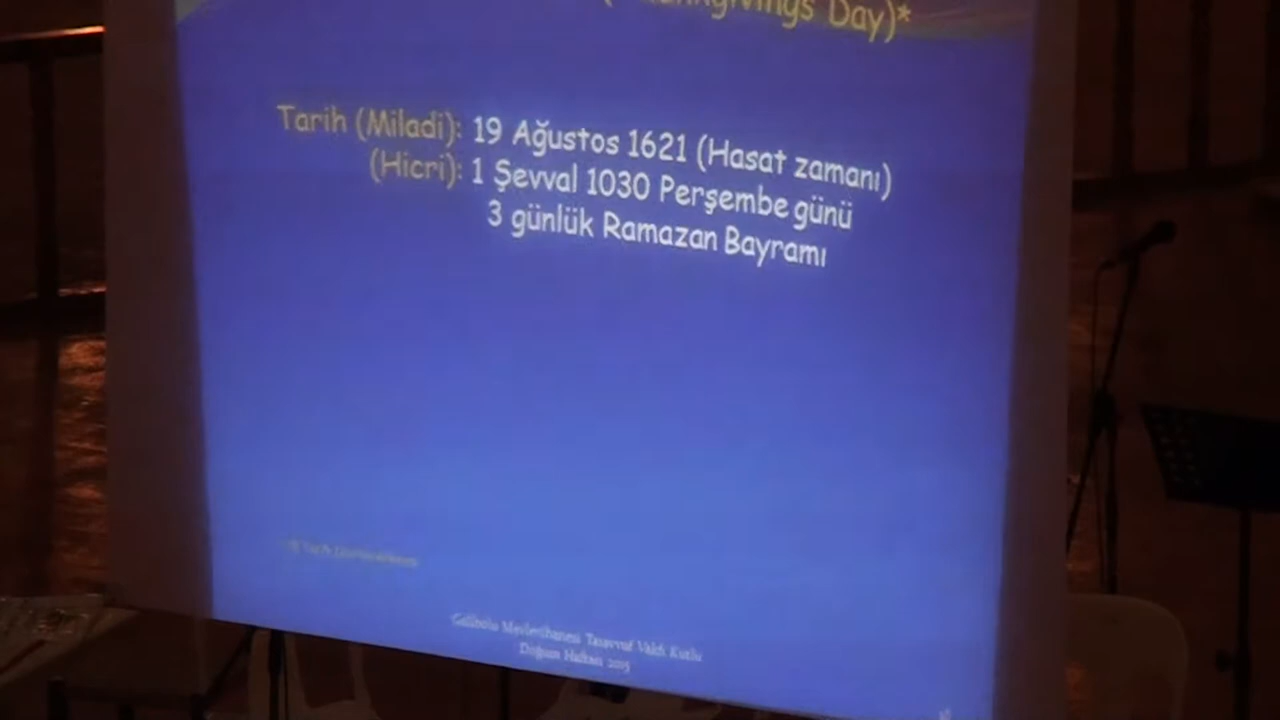 Day)*
Tarih (Miladi): 19 Ağustos 1621 (Hasat zamanı)
(Hicri): 1 Şevval 1030 Perşembe günü
3 günlük Ramazan Bayramı
Gelibolu Mevlevihanesi Tasavvuf Vakfı Kutlu
Doğum Haftası 2015